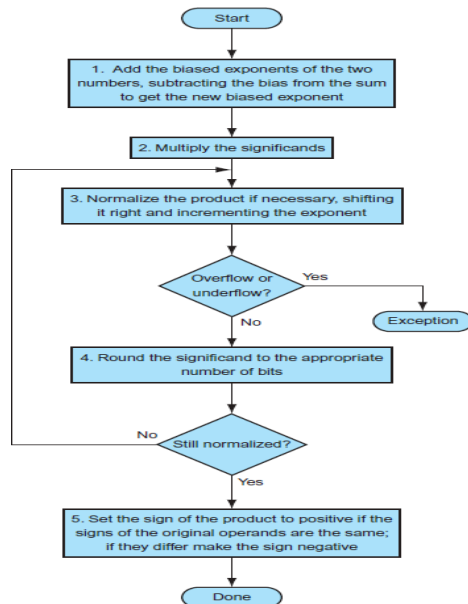 Start
1. Add the biased exponents of the two
numbers, subtracting the bias from the sum
to get the new biased exponent
2. Multiply the significands
3. Normalize the product if necessary, shifting
it right and incrementing the exponent
Overflow or
underflow?
Yes
Exception
No
4. Round the significand to the appropriate
number of bits
No
Still normalized?
Yes
5. Set the sign of the product to positive if the
signs of the original operands are the same;
if they differ make the sign negative
Done